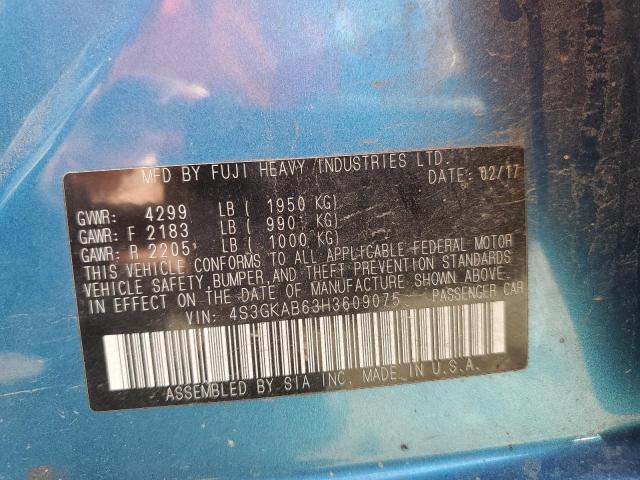 MFD BY FUJI HEAVY INDUSTRIES LTD.
DATE: 02/17
GVWR: 4299 LB ( 1950 KG)
GAWR: F 2183 LB ( 990 KG)
GAWR: R 2205 LB ( 1000 KG)
THIS VEHICLE CONFORMS TO ALL APPLICABLE FEDERAL MOTOR
VEHICLE SAFETY, BUMPER, AND THEFT PREVENTION STANDARDS
IN EFFECT ON THE DATE OF MANUFACTURE SHOWN ABOVE.
VIN: 4S3GKAB63H3609075 PASSENGER CAR
ASSEMBLED BY SIA INC. MADE IN U.S.A.